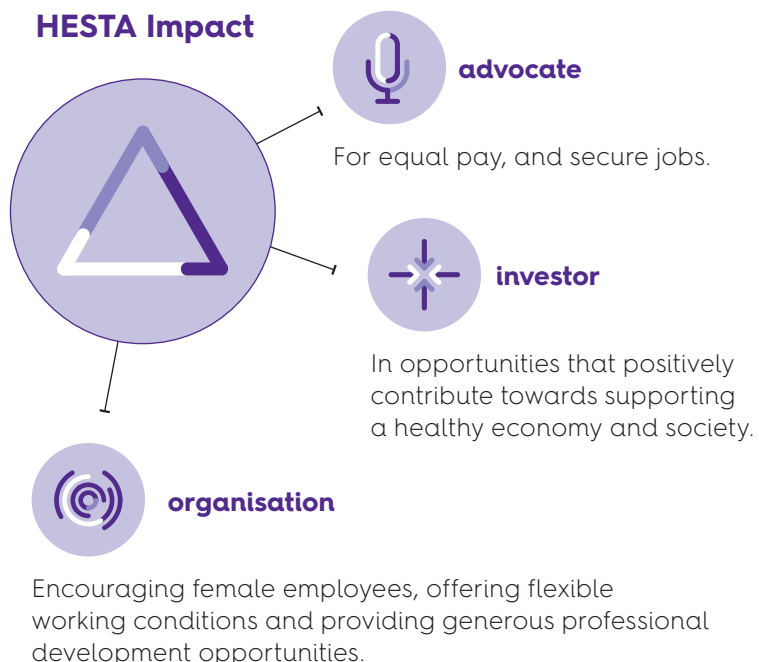 HESTA Impact
advocate
For equal pay, and secure jobs.
investor
In opportunities that positively
contribute towards supporting
a healthy economy and society.
organisation
Encouraging female employees, offering flexible
working conditions and providing generous professional
development opportunities.